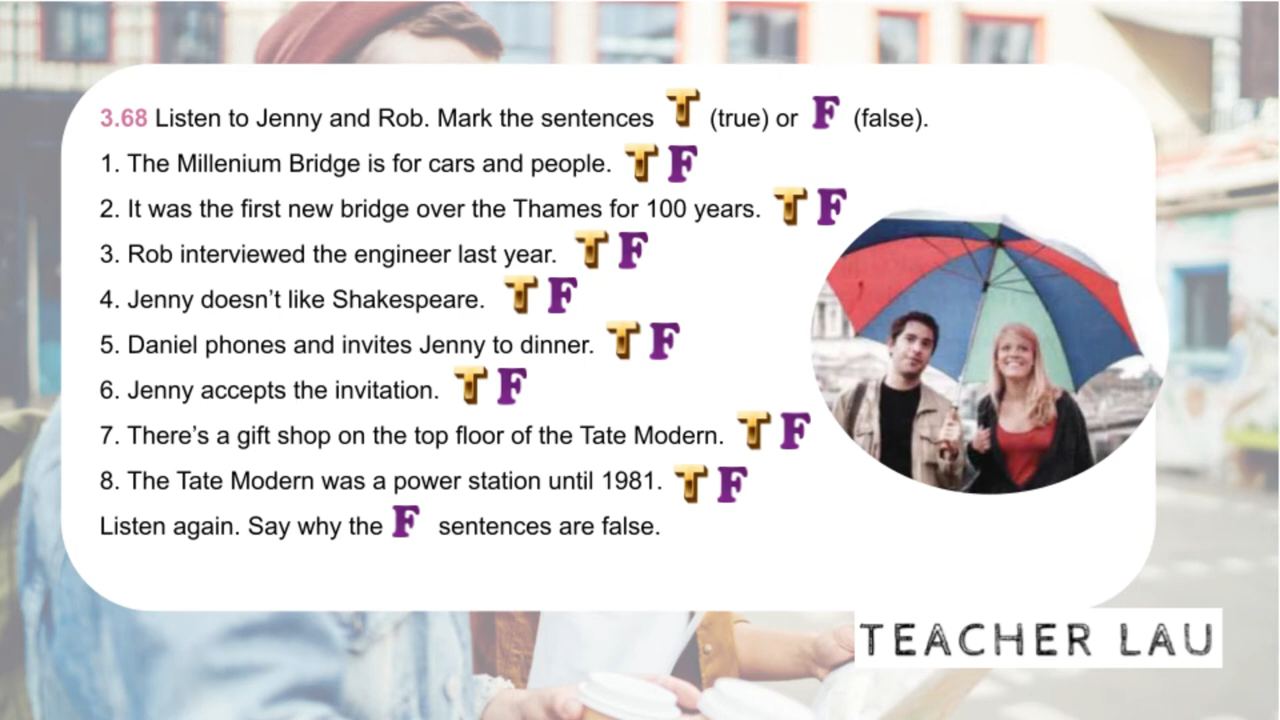 3.68 Listen to Jenny and Rob. Mark the sentences T (true) or F (false).
1. The Millenium Bridge is for cars and people. T F
2. It was the first new bridge over the Thames for 100 years. T F
3. Rob interviewed the engineer last year. T F
4. Jenny doesn’t like Shakespeare. T F
5. Daniel phones and invites Jenny to dinner. T F
6. Jenny accepts the invitation. T F
7. There’s a gift shop on the top floor of the Tate Modern. T F
8. The Tate Modern was a power station until 1981. T F
Listen again. Say why the F sentences are false.
TEACHER LAU